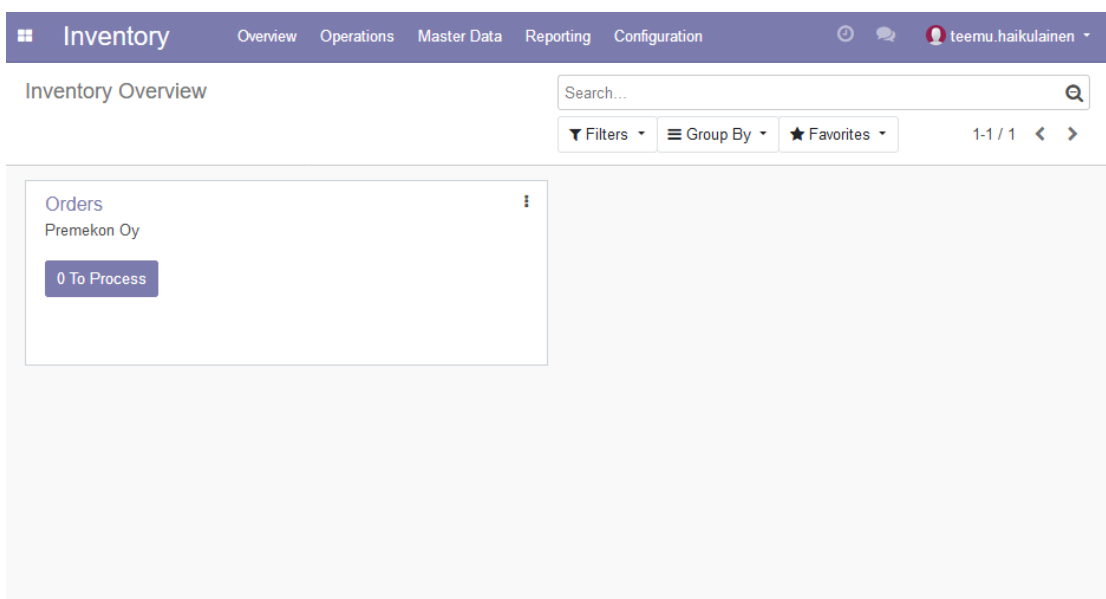 Inventory Overview Operations Master Data Reporting Configuration teemu.haikulainen
Inventory Overview
Search...
Filters Group By Favorites 1-1 / 1
Orders
Premekon Oy
0 To Process